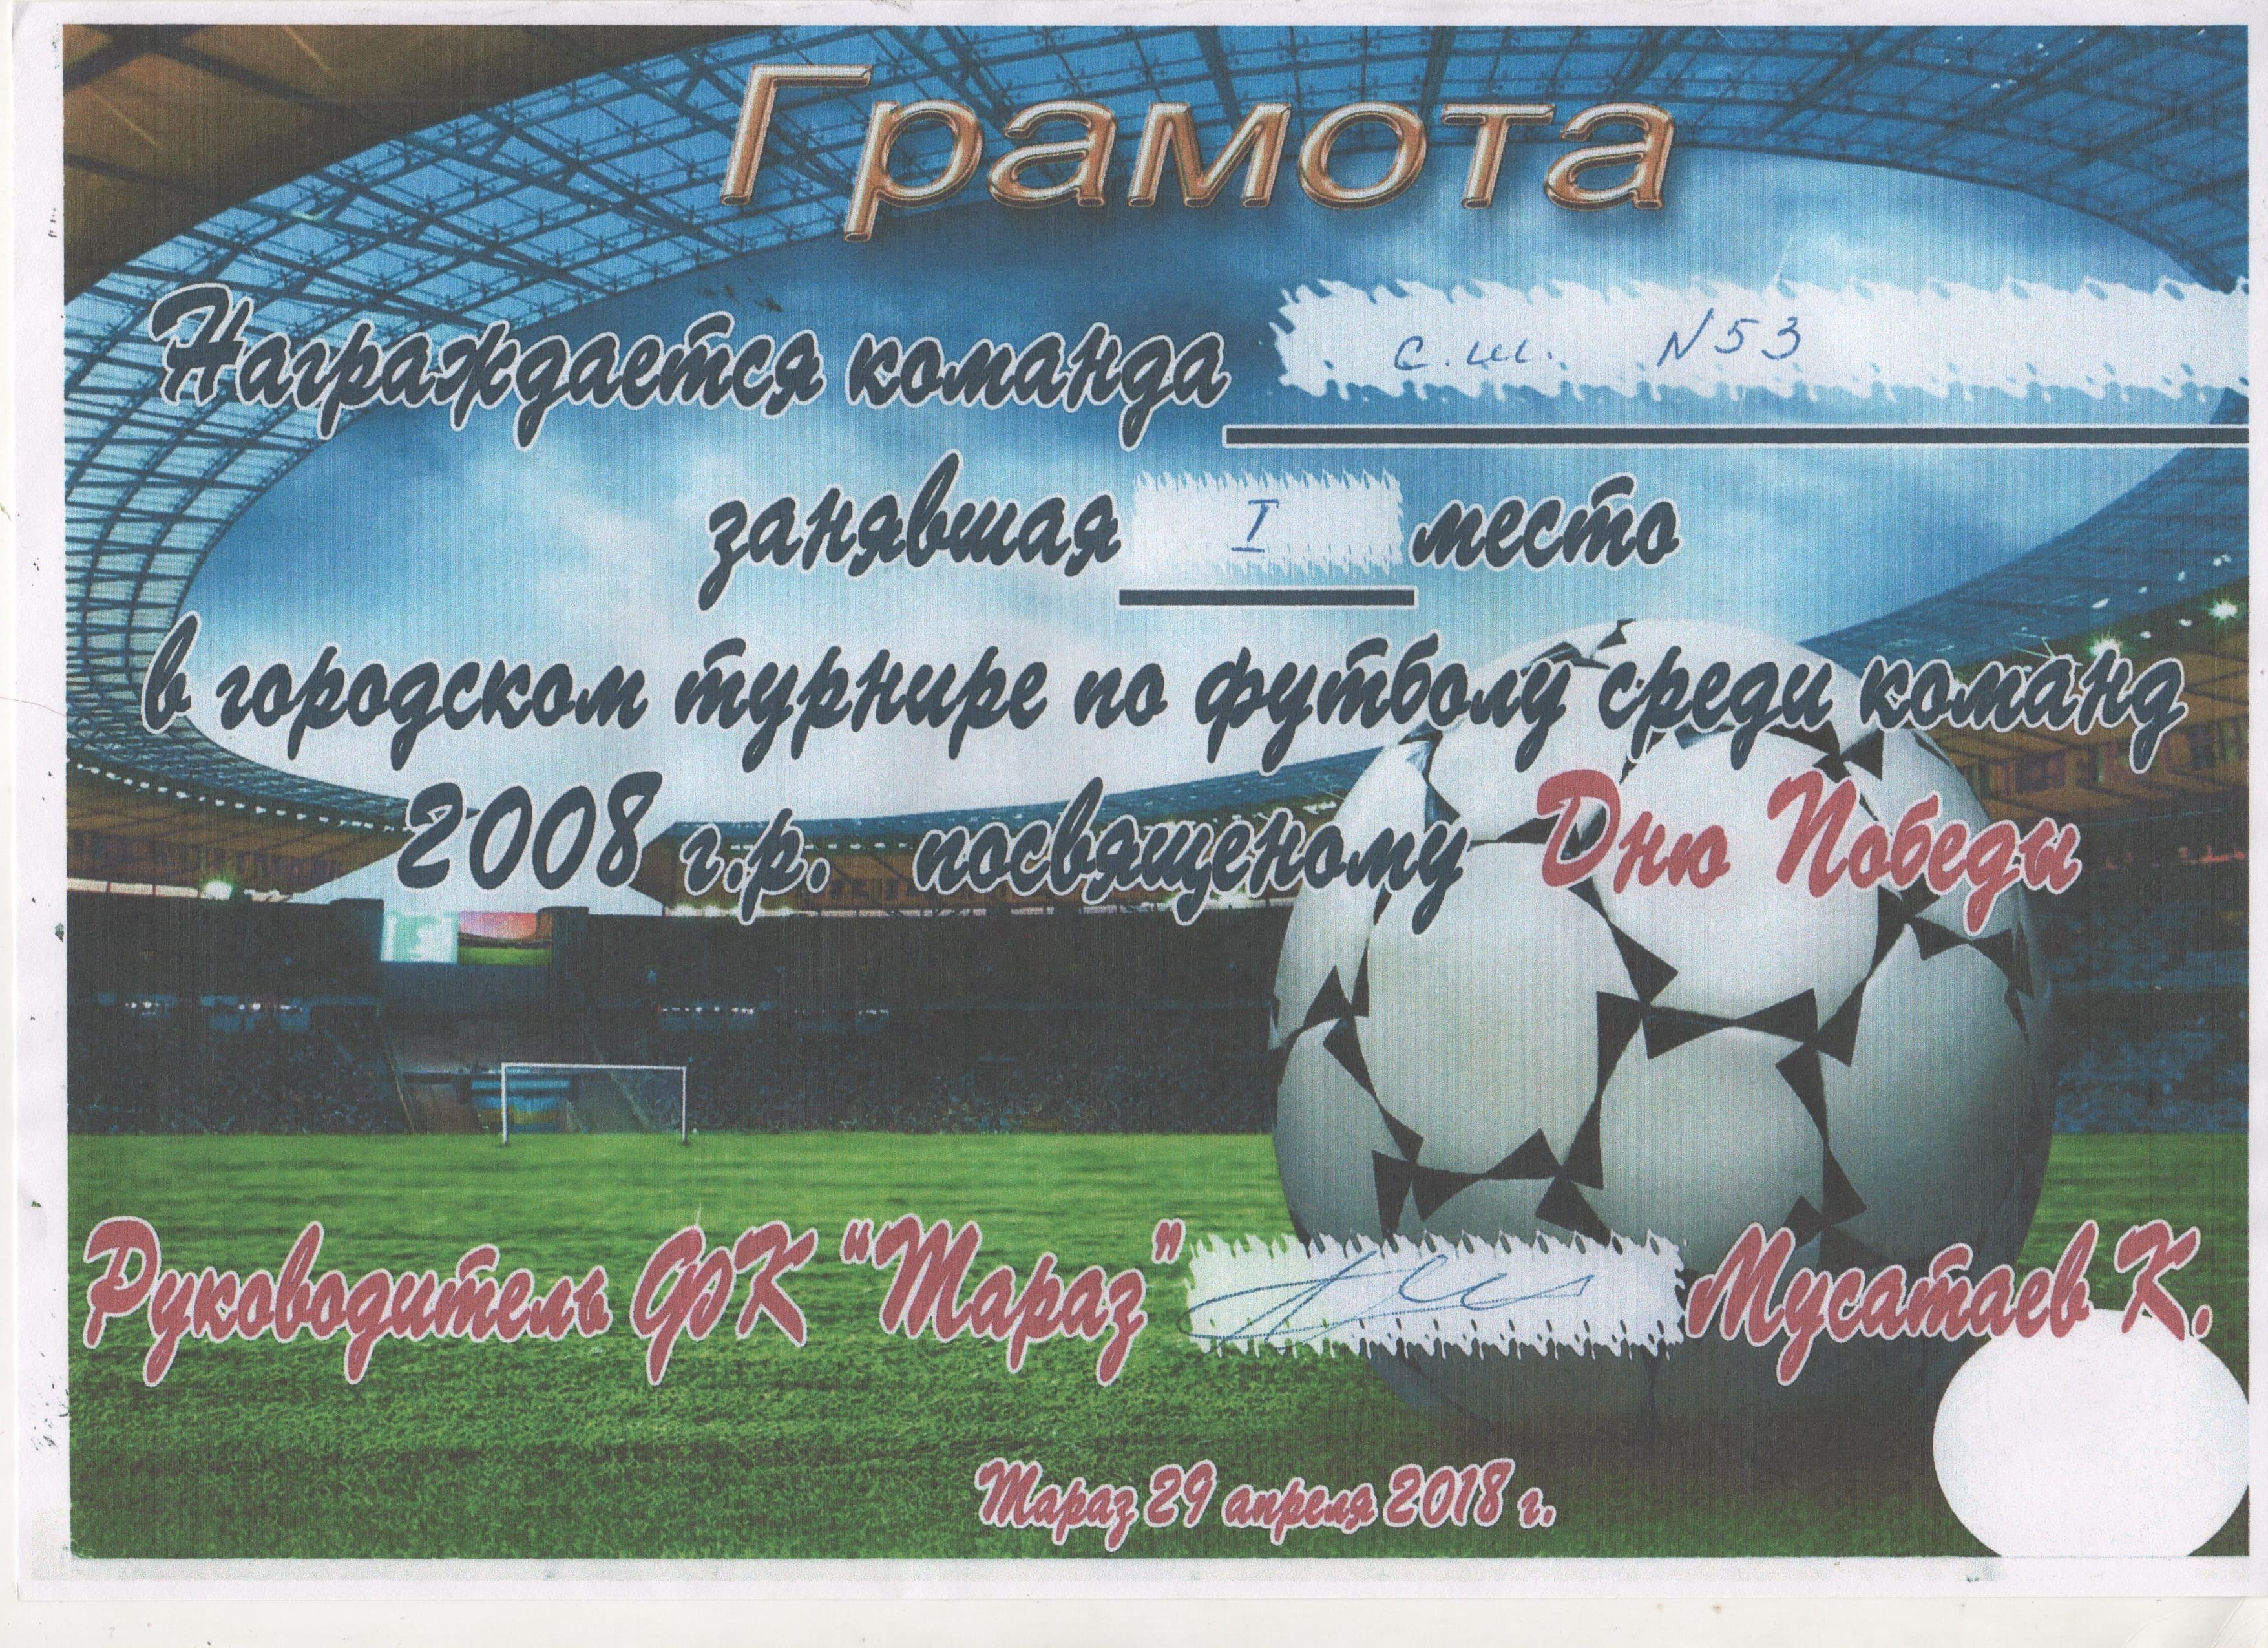 Грамота
Награждается команда с.ш. N53
занявшая I место
в городском турнире по футболу среди команд
2008 г.р. посвященому Дню Победы
Руководитель ФК "Тараз" Мусатаев К.
Тараз 29 апреля 2018 г.